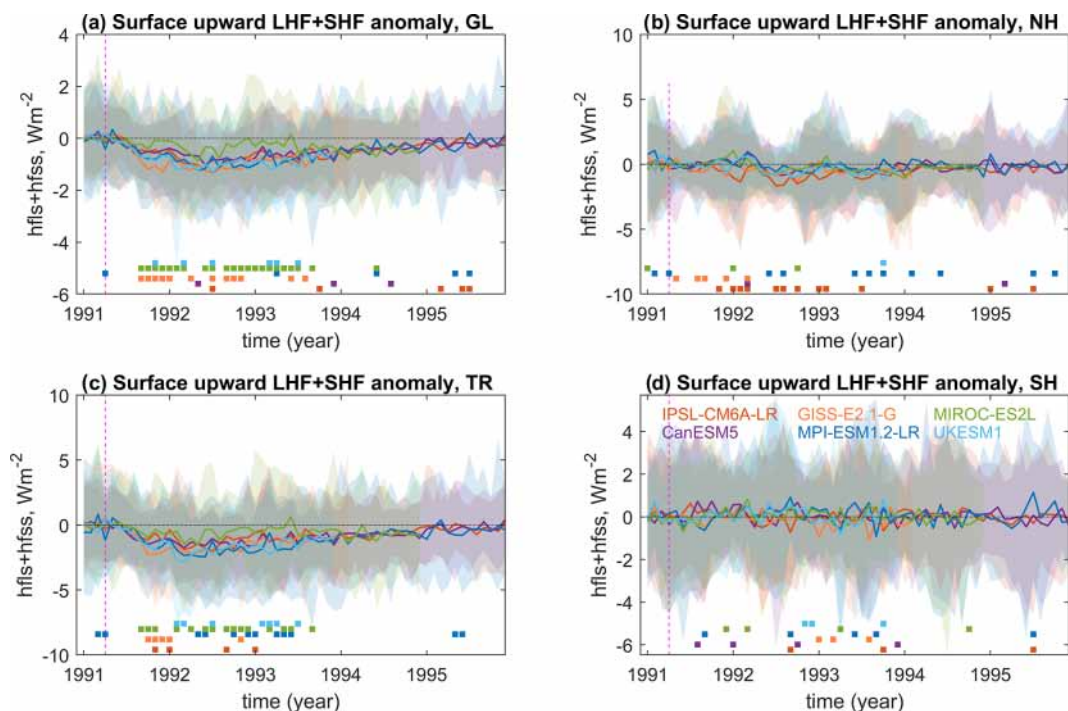 (a) Surface upward LHF+SHF anomaly, GL
hfls+hfss, Wm⁻²
4
2
0
-2
-4
-6
1991 1992 1993 1994 1995
time (year)
(b) Surface upward LHF+SHF anomaly, NH
hfls+hfss, Wm⁻²
10
5
0
-5
-10
1991 1992 1993 1994 1995
time (year)
(c) Surface upward LHF+SHF anomaly, TR
hfls+hfss, Wm⁻²
10
5
0
-5
-10
1991 1992 1993 1994 1995
time (year)
(d) Surface upward LHF+SHF anomaly, SH
IPSL-CM6A-LR GISS-E2.1-G MIROC-ES2L
CanESM5 MPI-ESM1.2-LR UKESM1
hfls+hfss, Wm⁻²
4
2
0
-2
-4
-6
1991 1992 1993 1994 1995
time (year)